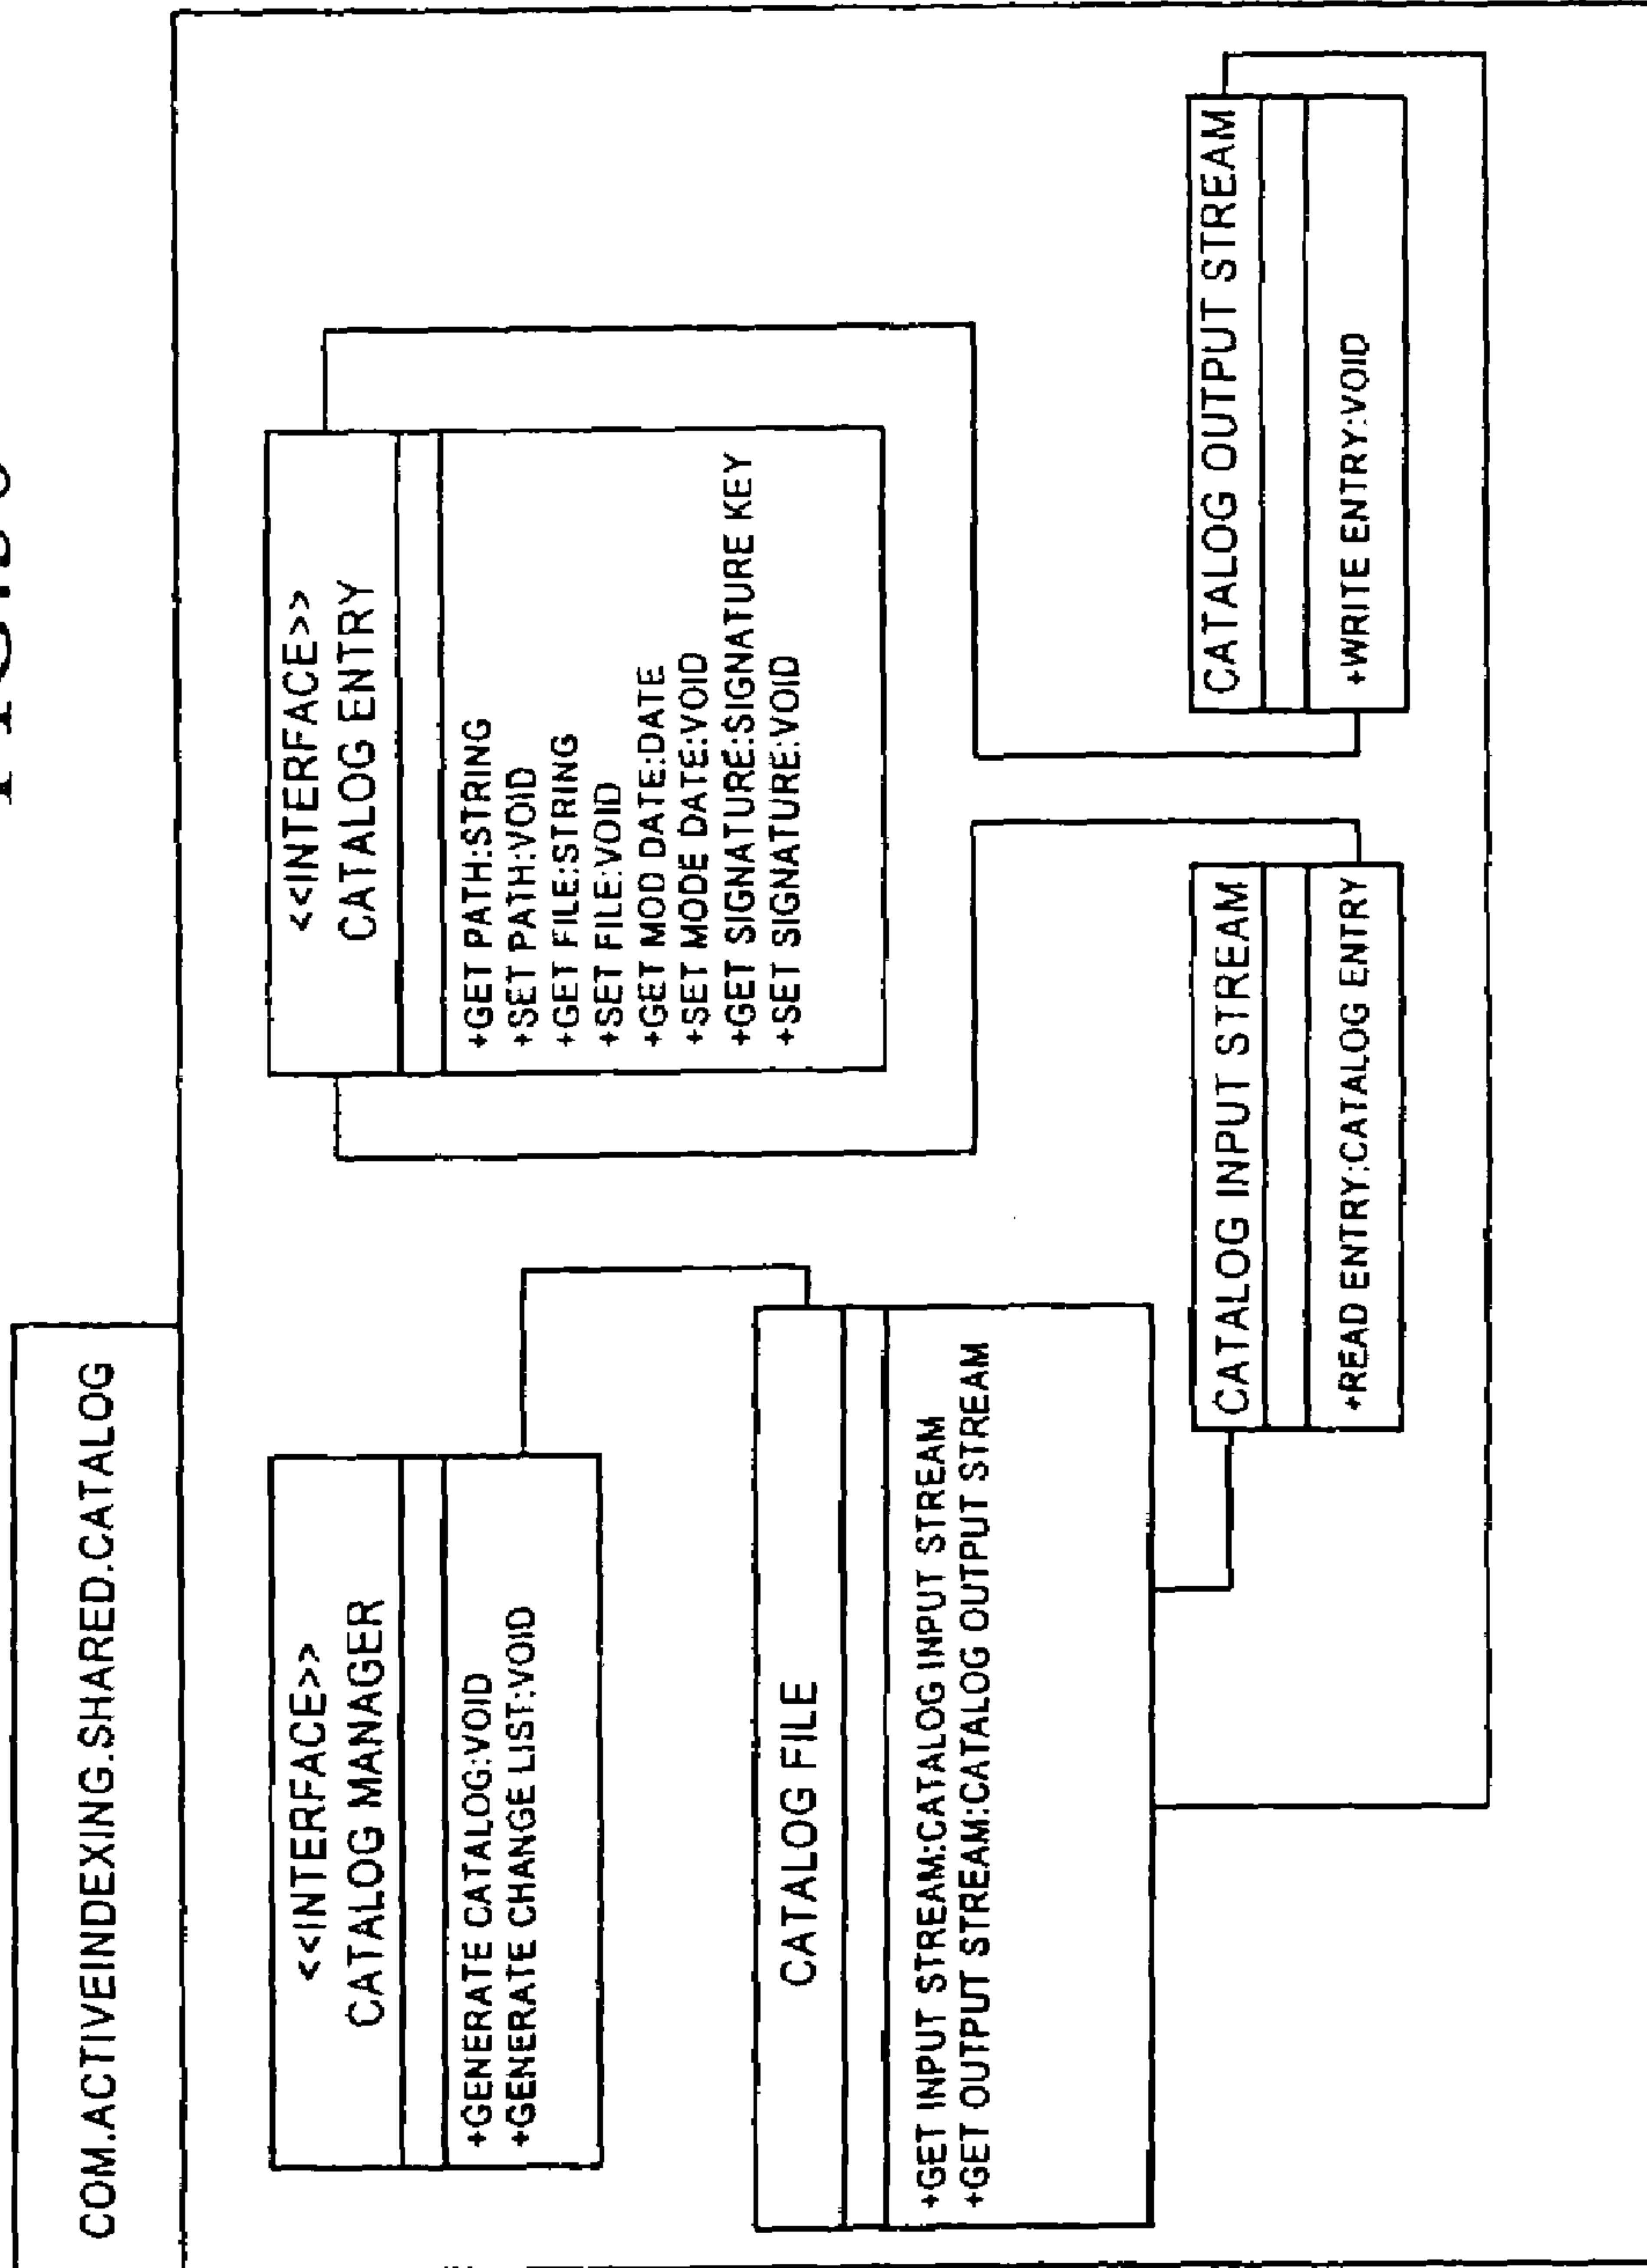 COM.ACTIVEINDEXING.SHARED.CATALOG
<<INTERFACE>>
CATALOG MANAGER
+GENERATE CATALOG:VOID
+GENERATE CHANGE LIST:VOID
<<INTERFACE>>
CATALOG ENTRY
+GET PATH:STRING
+SET PATH:VOID
+GET FILE:STRING
+SET FILE:VOID
+GET MOD DATE:DATE
+SET MODE DATE:VOID
+GET SIGNATURE:SIGNATURE KEY
+SET SIGNATURE:VOID
CATALOG FILE
+GET INPUT STREAM:CATALOG INPUT STREAM
+GET OUTPUT STREAM:CATALOG OUTPUT STREAM
CATALOG INPUT STREAM
+READ ENTRY:CATALOG ENTRY
CATALOG OUTPUT STREAM
+WRITE ENTRY:VOID